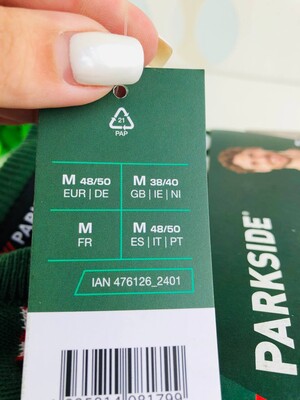 21
PAP
M 48/50
EUR | DE
M 38/40
GB | IE | NI
M
FR
M 48/50
ES | IT | PT
IAN 476126_2401
PARKSIDE®
PAR